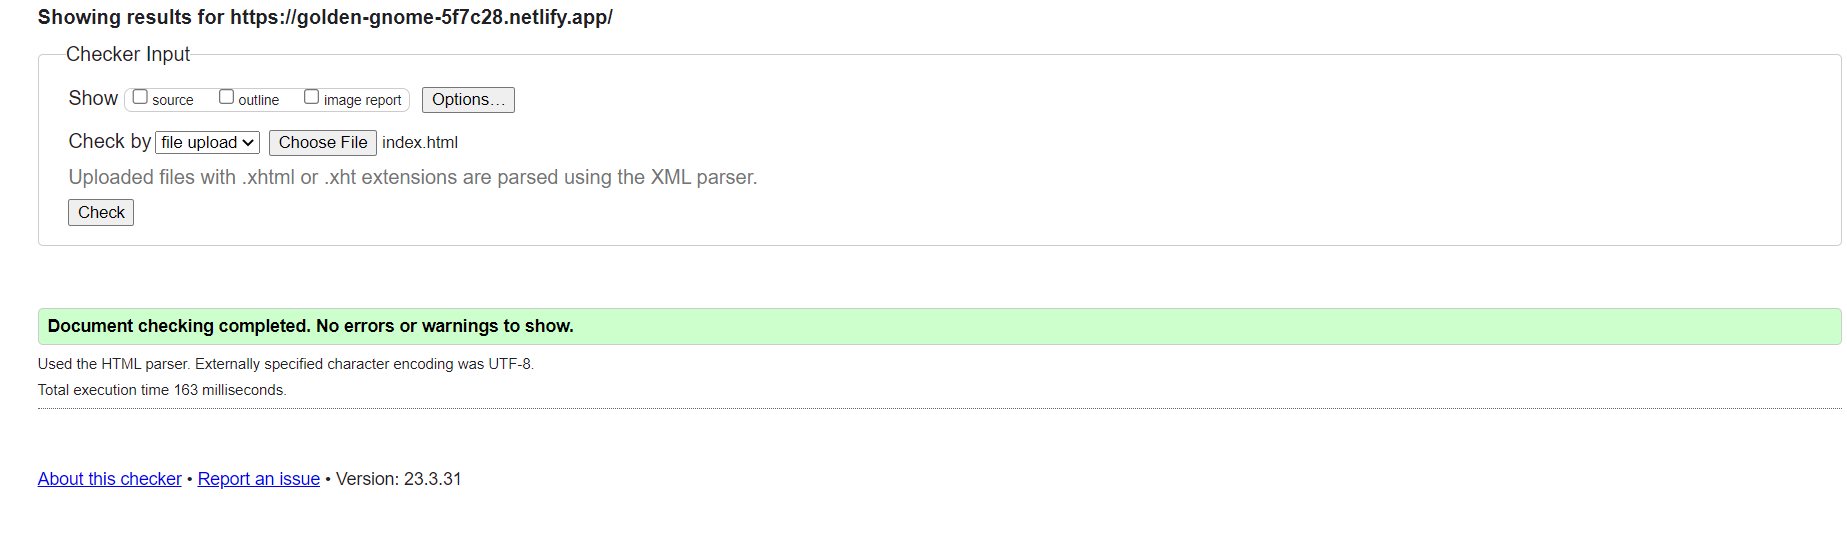 Showing results for https://golden-gnome-5f7c28.netlify.app/
Checker Input
Show source outline image report Options...
Check by file upload Choose File index.html
Uploaded files with .xhtml or .xht extensions are parsed using the XML parser.
Check
Document checking completed. No errors or warnings to show.
Used the HTML parser. Externally specified character encoding was UTF-8.
Total execution time 163 milliseconds.
About this checker • Report an issue • Version: 23.3.31